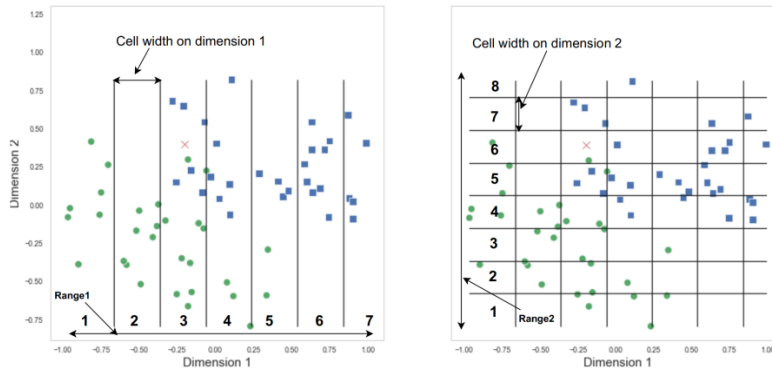 Cell width on dimension 1
1.25
1.00
0.75
0.50
0.25
0.00
−0.25
−0.50
−0.75
Dimension 2
Range1
1 2 3 4 5 6 7
−1.00 −0.75 −0.50 −0.25 0.00 0.25 0.50 0.75 1.00
Dimension 1
Cell width on dimension 2
8
7
6
5
4
3
2
1
Range2
−1.00 −0.75 −0.50 −0.25 0.00 0.25 0.50 0.75 1.00
Dimension 1